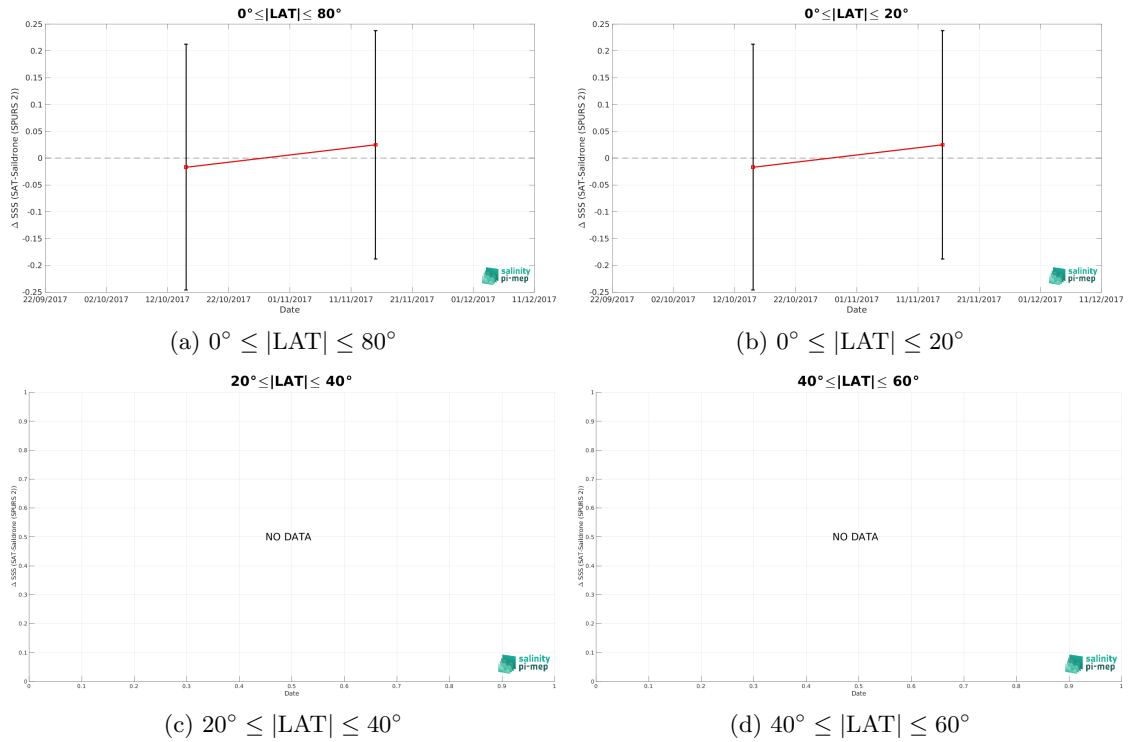 0°≤|LAT|≤ 80°
0.25
0.2
0.15
0.1
0.05
0
-0.05
-0.1
-0.15
-0.2
-0.25
Δ SSS (SAT-Saildrone (SPURS 2))
22/09/2017 02/10/2017 12/10/2017 22/10/2017 01/11/2017 11/11/2017 21/11/2017 01/12/2017 11/12/2017
Date
salinity
pi-mep
(a) 0° ≤ |LAT| ≤ 80°
0°≤|LAT|≤ 20°
0.25
0.2
0.15
0.1
0.05
0
-0.05
-0.1
-0.15
-0.2
-0.25
Δ SSS (SAT-Saildrone (SPURS 2))
22/09/2017 02/10/2017 12/10/2017 22/10/2017 01/11/2017 11/11/2017 21/11/2017 01/12/2017 11/12/2017
Date
salinity
pi-mep
(b) 0° ≤ |LAT| ≤ 20°
20°≤|LAT|≤ 40°
1
0.9
0.8
0.7
0.6
0.5
0.4
0.3
0.2
0.1
0
Δ SSS (SAT-Saildrone (SPURS 2))
NO DATA
0 0.1 0.2 0.3 0.4 0.5 0.6 0.7 0.8 0.9 1
Date
salinity
pi-mep
(c) 20° ≤ |LAT| ≤ 40°
40°≤|LAT|≤ 60°
1
0.9
0.8
0.7
0.6
0.5
0.4
0.3
0.2
0.1
0
Δ SSS (SAT-Saildrone (SPURS 2))
NO DATA
0 0.1 0.2 0.3 0.4 0.5 0.6 0.7 0.8 0.9 1
Date
salinity
pi-mep
(d) 40° ≤ |LAT| ≤ 60°